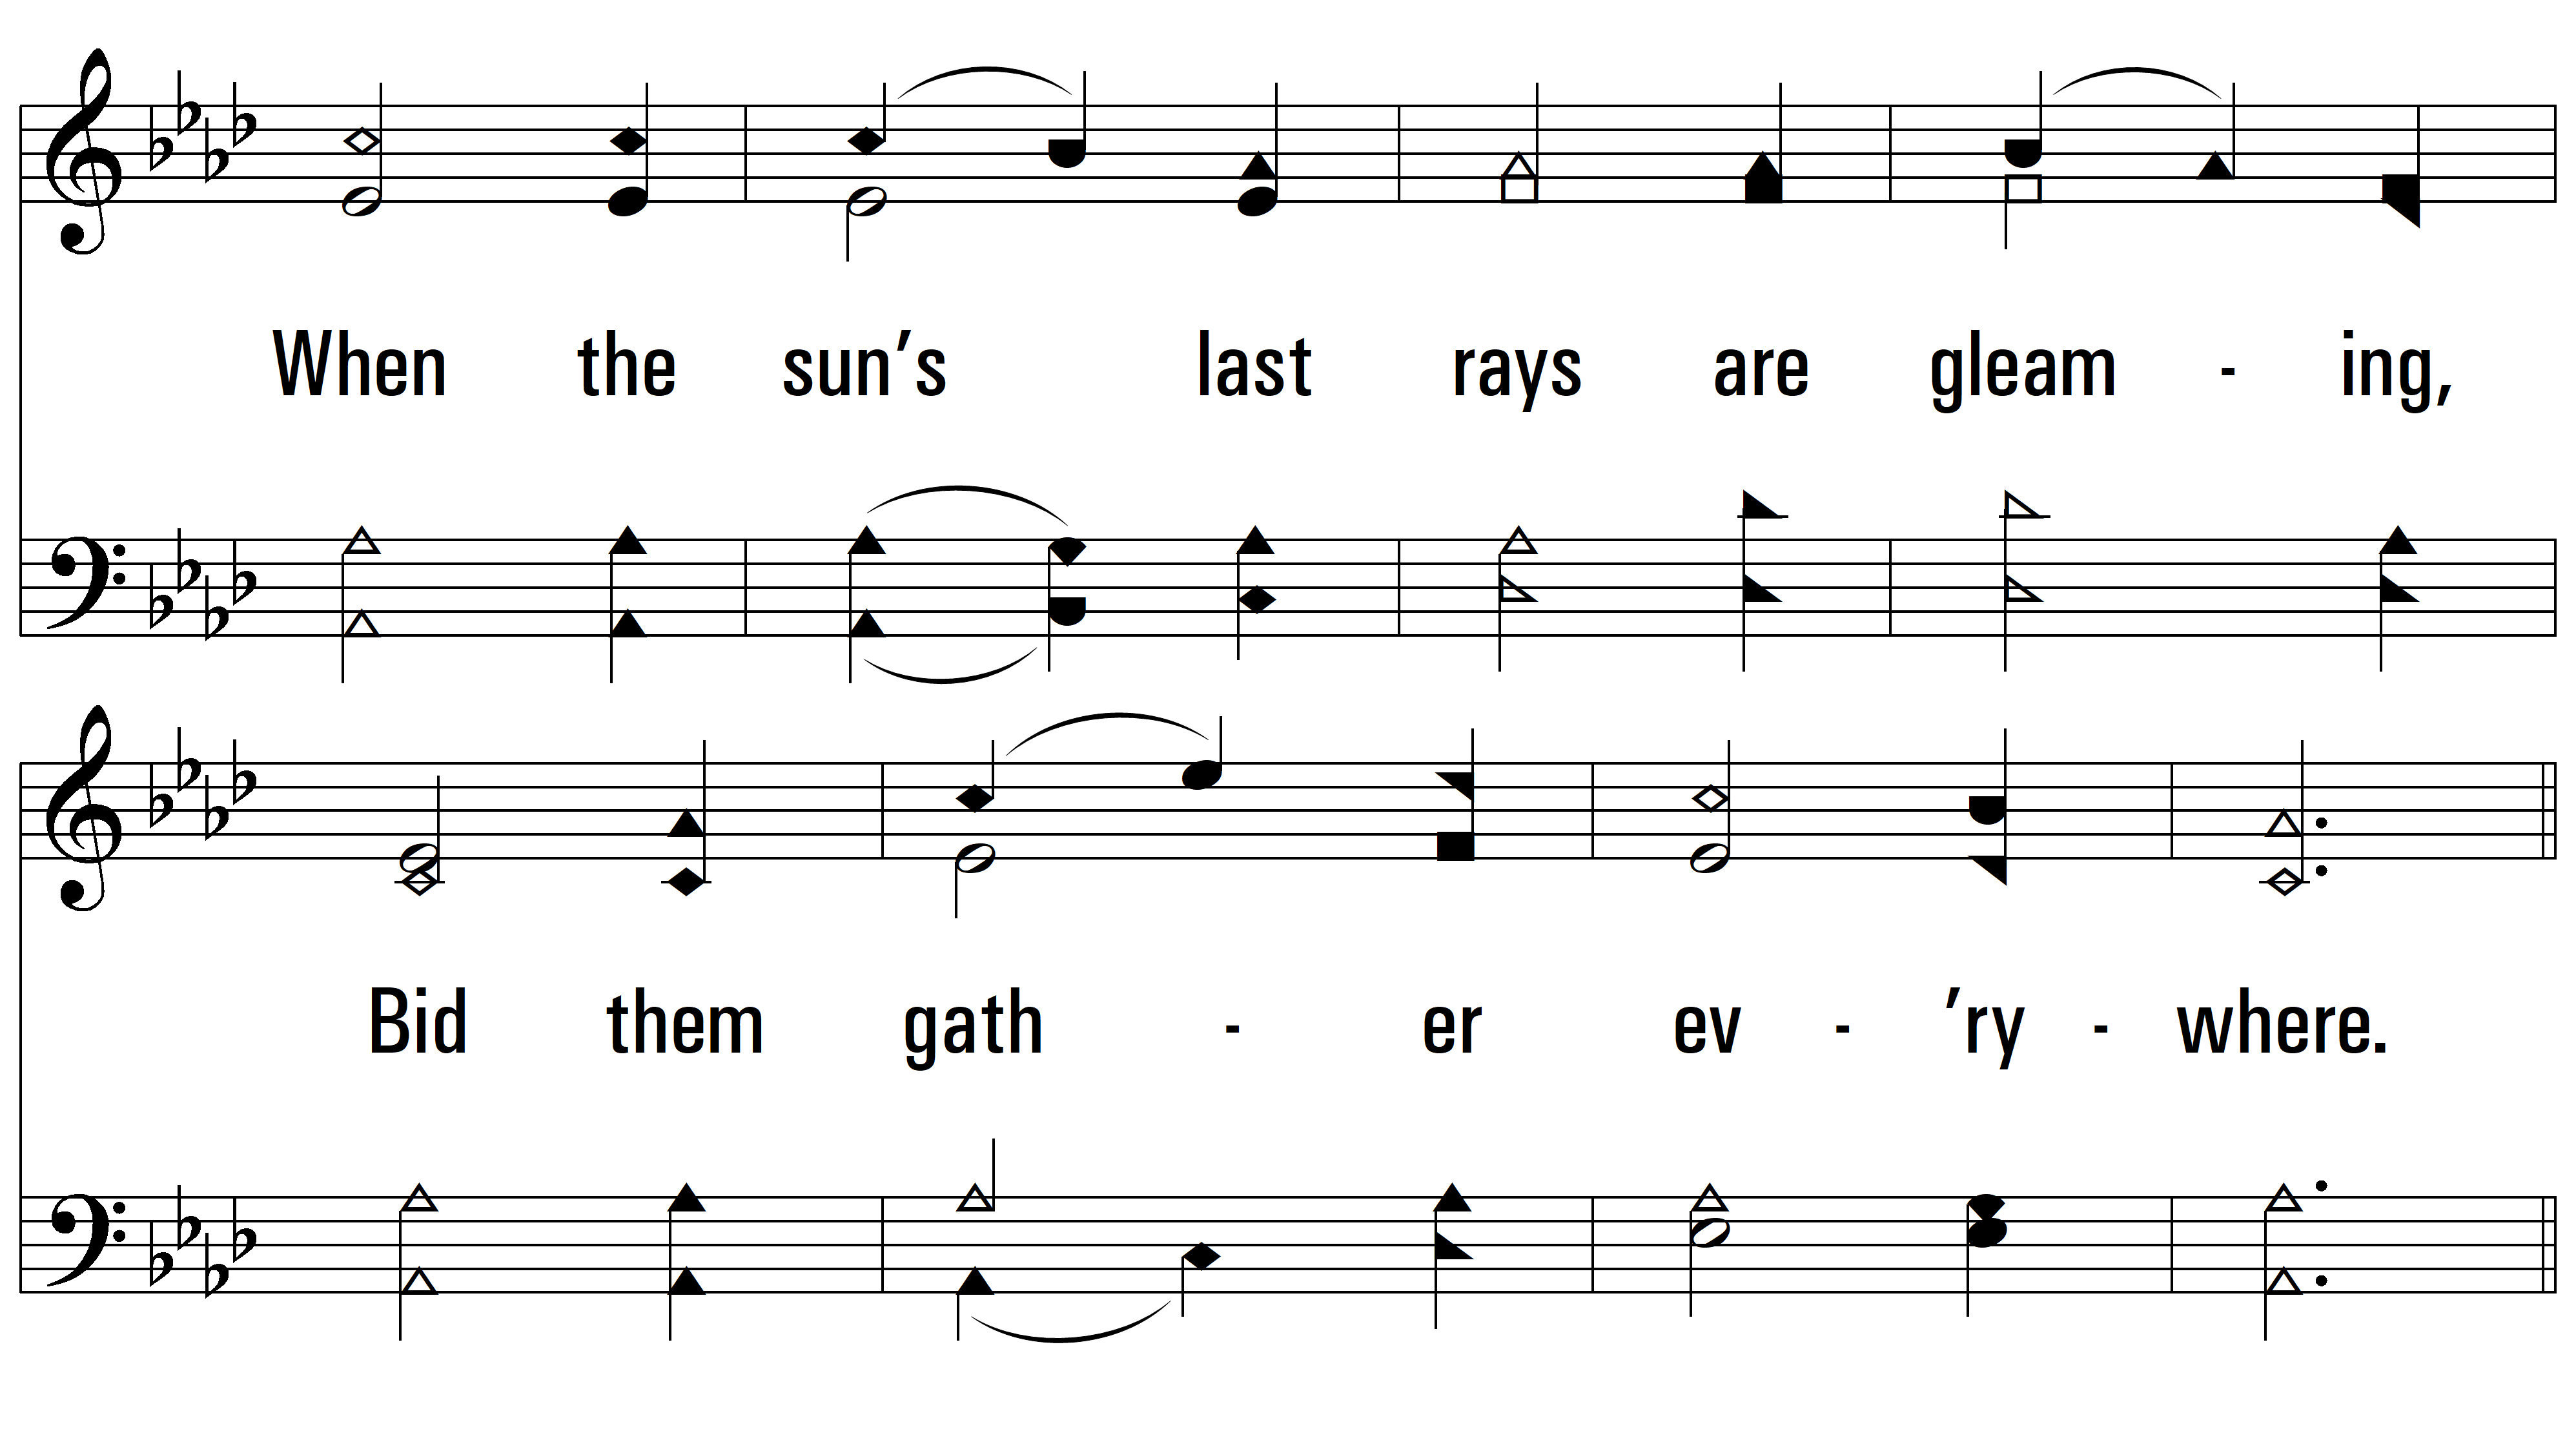 When the sun’s last rays are gleam - ing,
Bid them gath - er ev - ’ry - where.